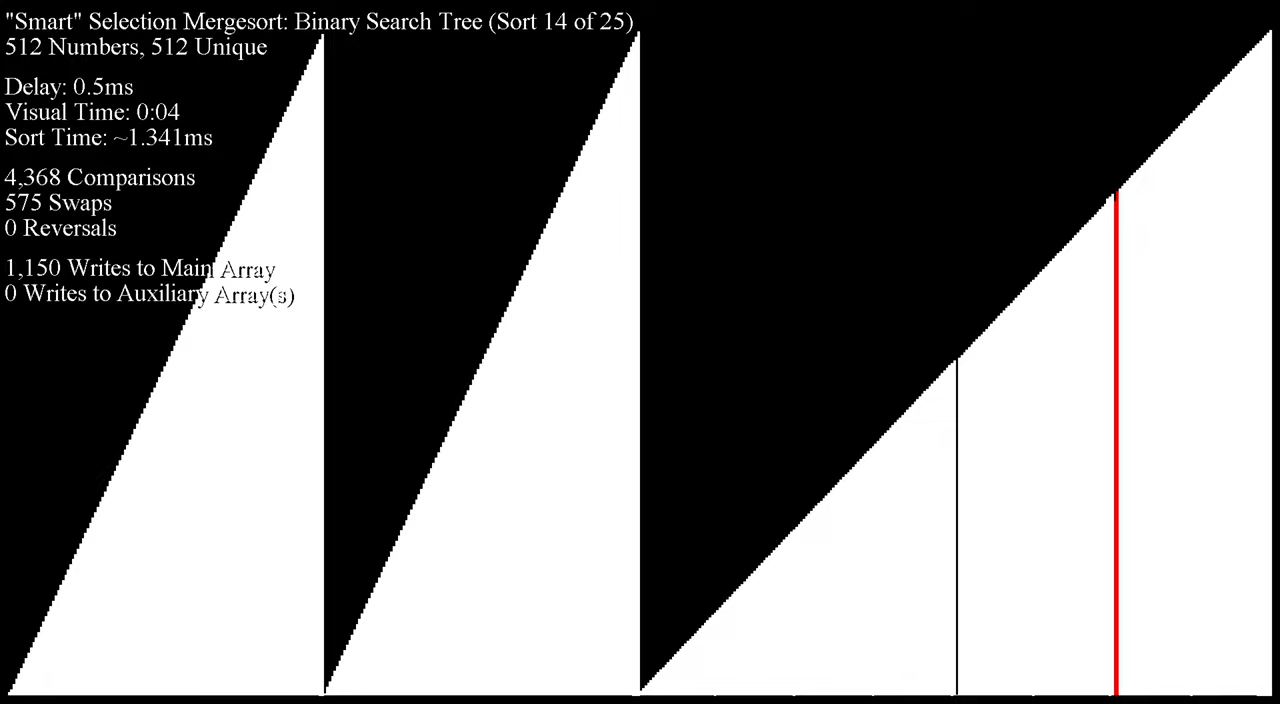 "Smart" Selection Mergesort: Binary Search Tree (Sort 14 of 25)
512 Numbers, 512 Unique
Delay: 0.5ms
Visual Time: 0:04
Sort Time: ~1.341ms
4,368 Comparisons
575 Swaps
0 Reversals
1,150 Writes to Main Array
0 Writes to Auxiliary Array(s)